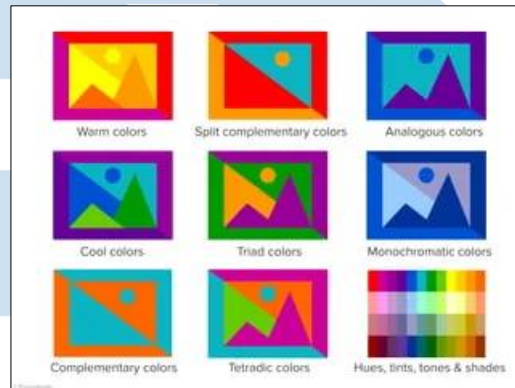 Warm colors
Split complementary colors
Analogous colors
Cool colors
Triad colors
Monochromatic colors
Complementary colors
Tetradic colors
Hues, tints, tones & shades